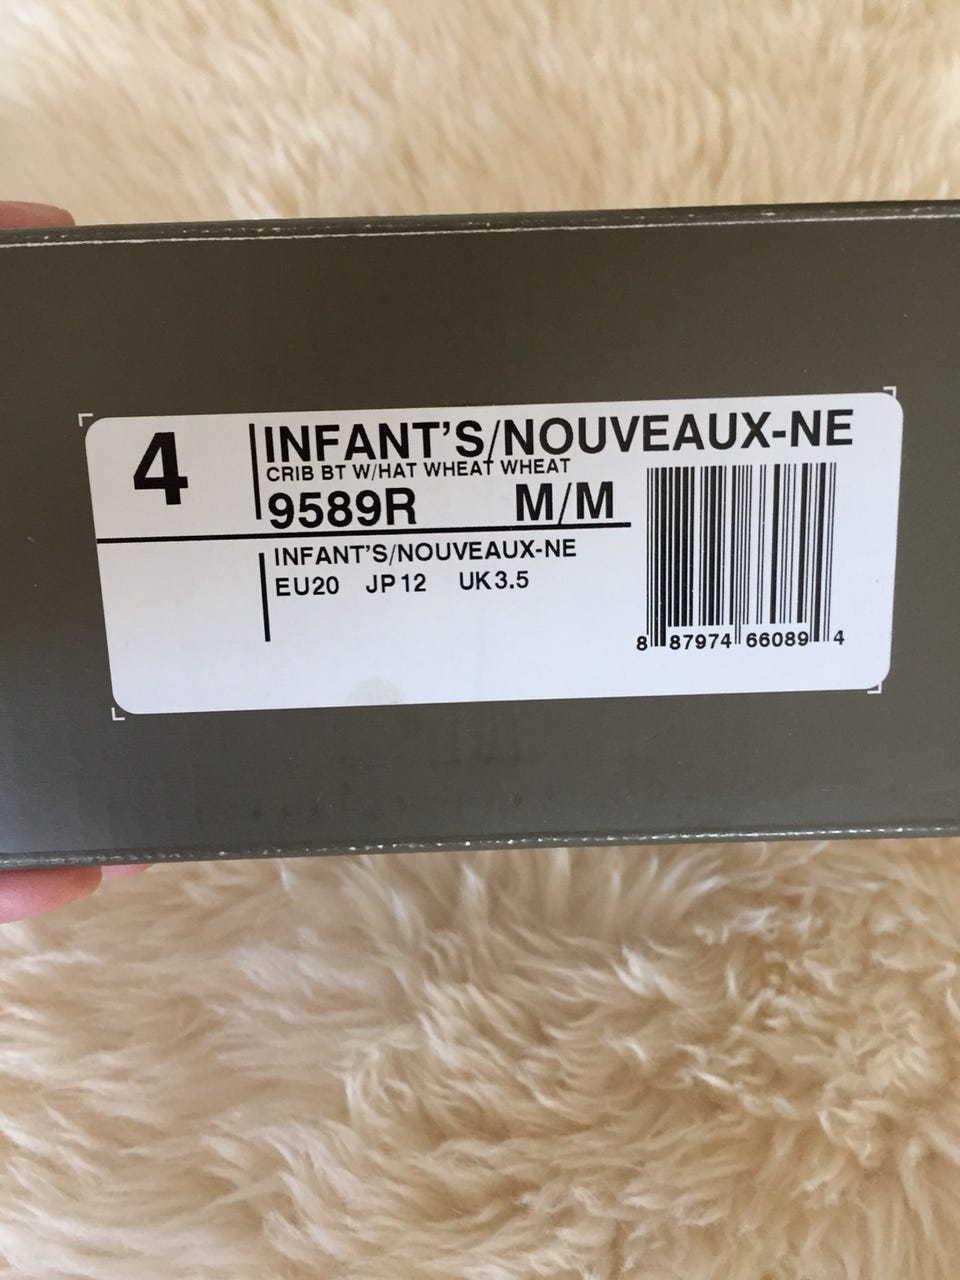 4
INFANT'S/NOUVEAUX-NE
CRIB BT W/HAT WHEAT WHEAT
9589R M/M
INFANT'S/NOUVEAUX-NE
EU20 JP12 UK3.5
8 87974 66089 4